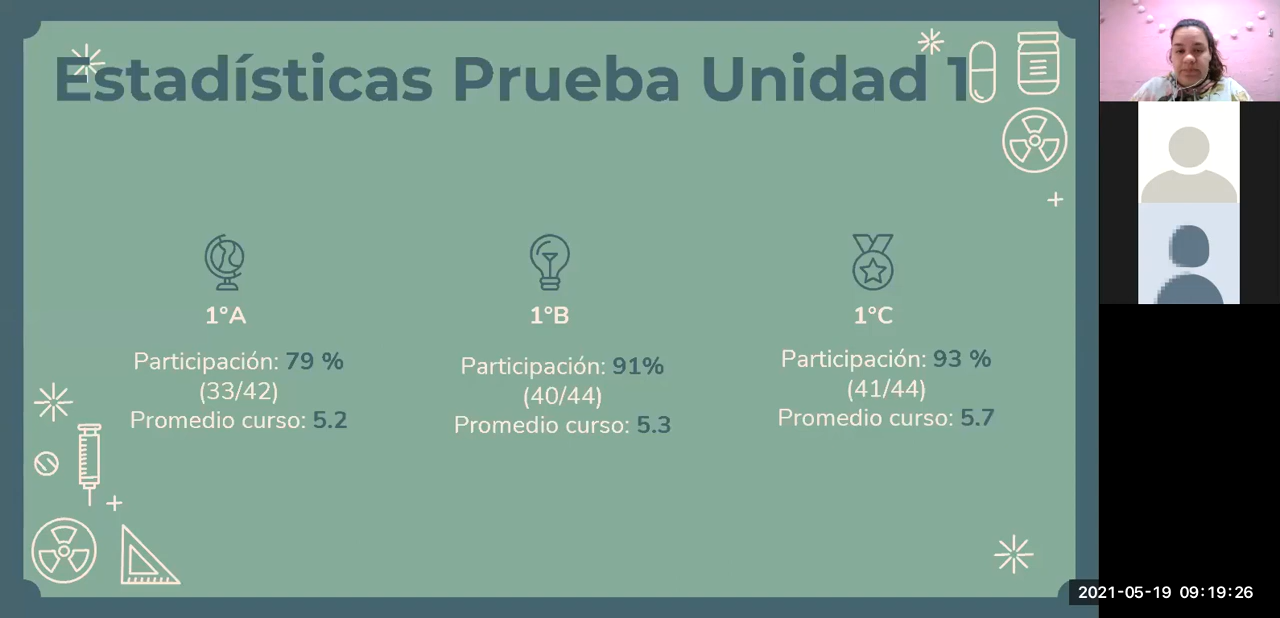 Estadísticas Prueba Unidad 1
1°A
Participación: 79 %
(33/42)
Promedio curso: 5.2
1°B
Participación: 91%
(40/44)
Promedio curso: 5.3
1°C
Participación: 93 %
(41/44)
Promedio curso: 5.7
2021-05-19 09:19:26